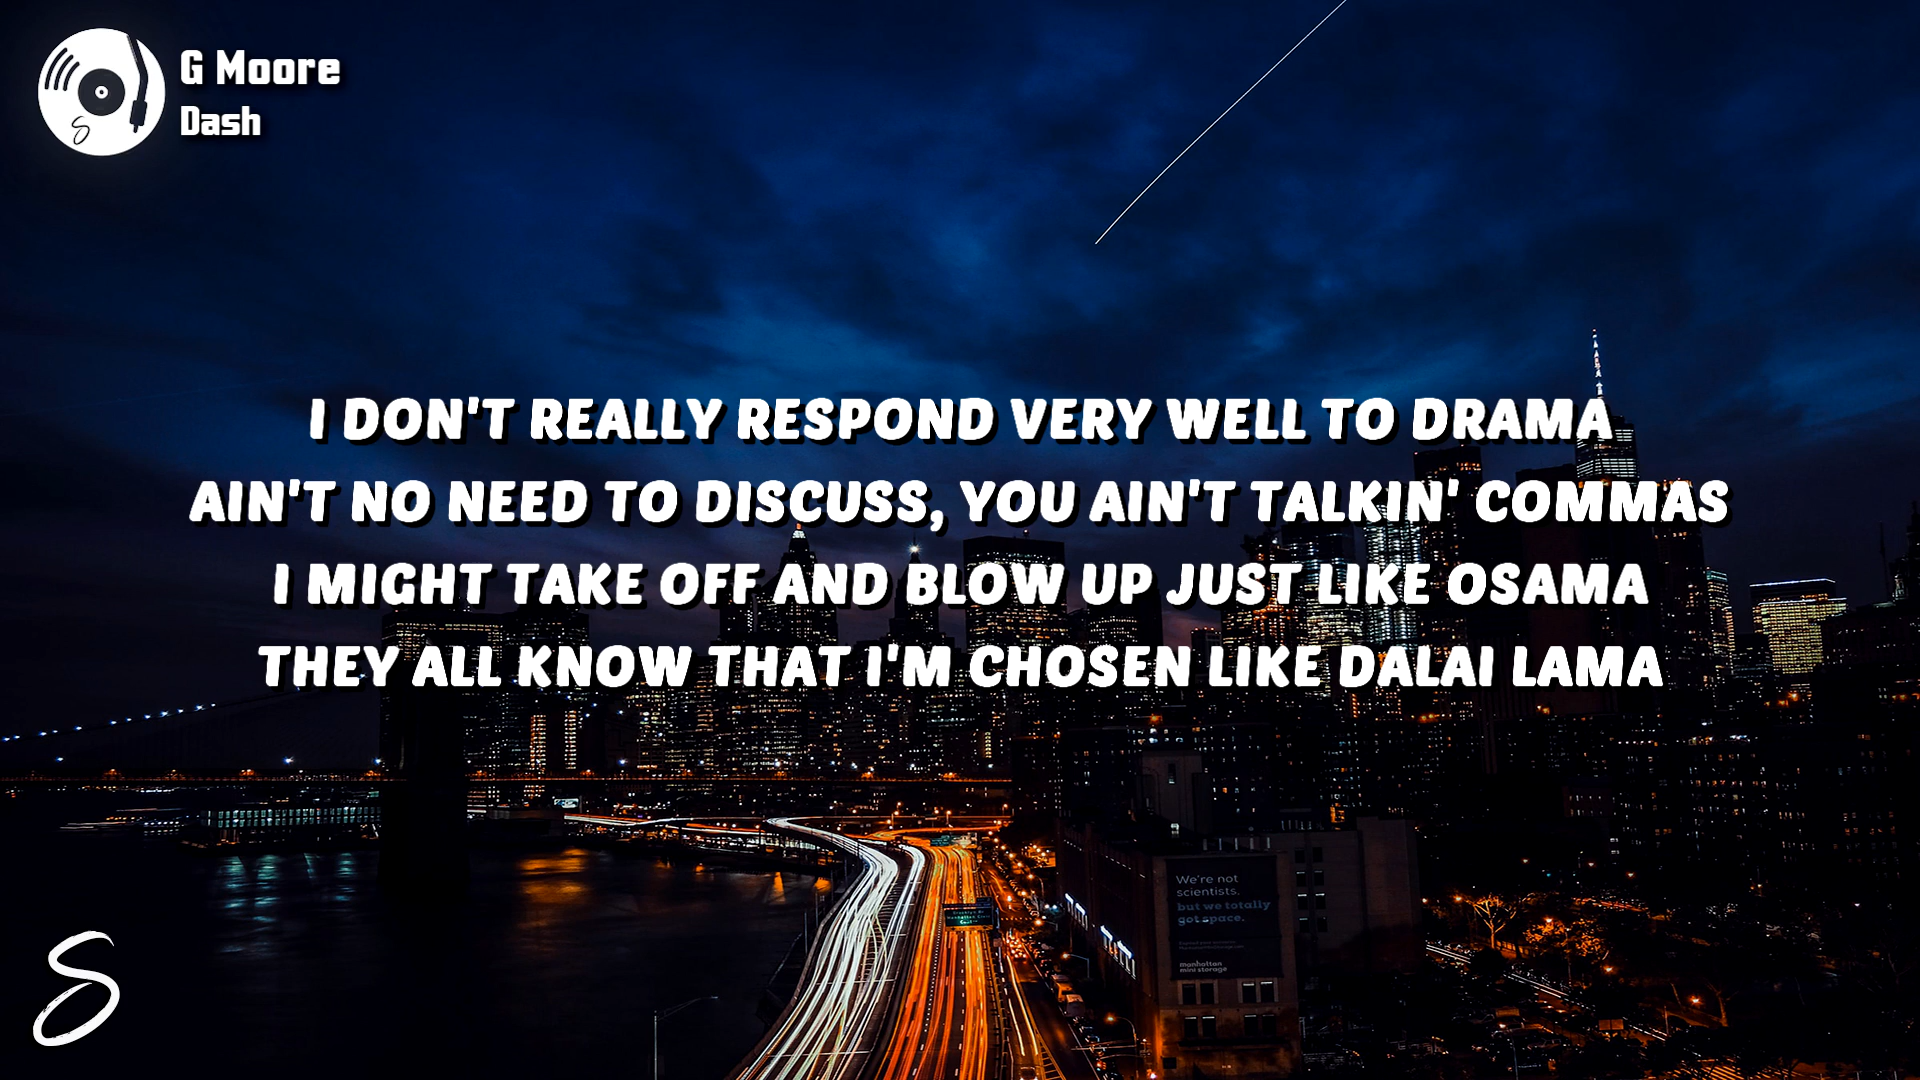 G Moore
Dash
I DON'T REALLY RESPOND VERY WELL TO DRAMA
AIN'T NO NEED TO DISCUSS, YOU AIN'T TALKIN' COMMAS
I MIGHT TAKE OFF AND BLOW UP JUST LIKE OSAMA
THEY ALL KNOW THAT I'M CHOSEN LIKE DALAI LAMA
We're not
scientists,
but we totally
got space.
manhattan
mini storage
S